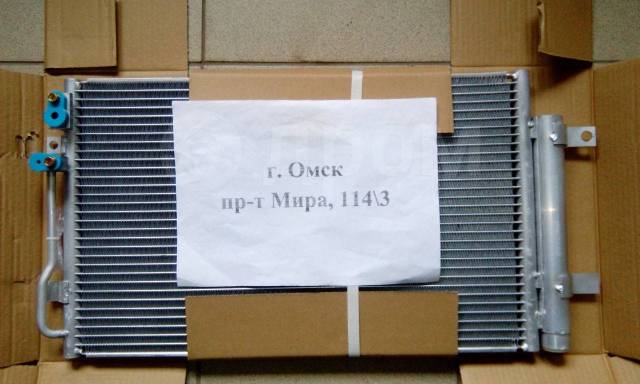 г. Омск
пр-т Мира, 114\3